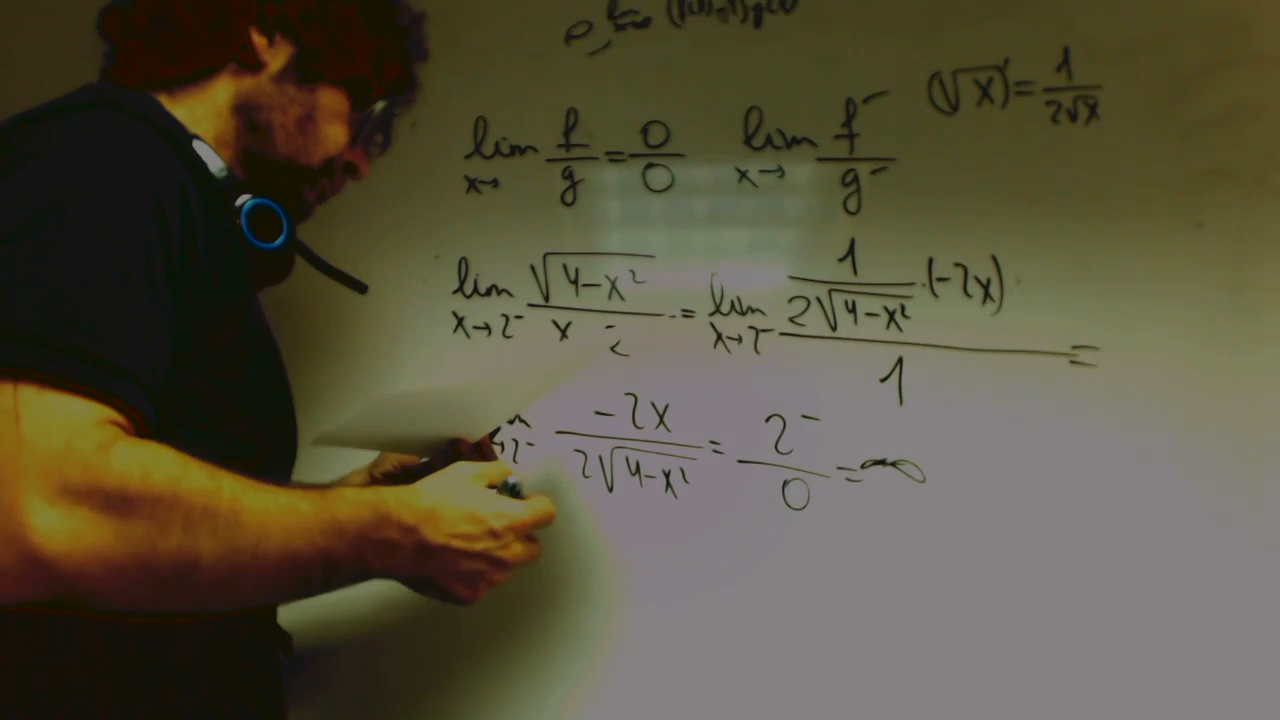 (√x)' = 1/(2√x)
lim x→ f/g = 0/0 lim x→ f'/g'
lim x→2⁻ √(4-x²)/(x-2) = lim x→2⁻ (1/(2√(4-x²)) · (-2x))/1 =
-2x/(2√(4-x²)) = 2⁻/0 = -∞